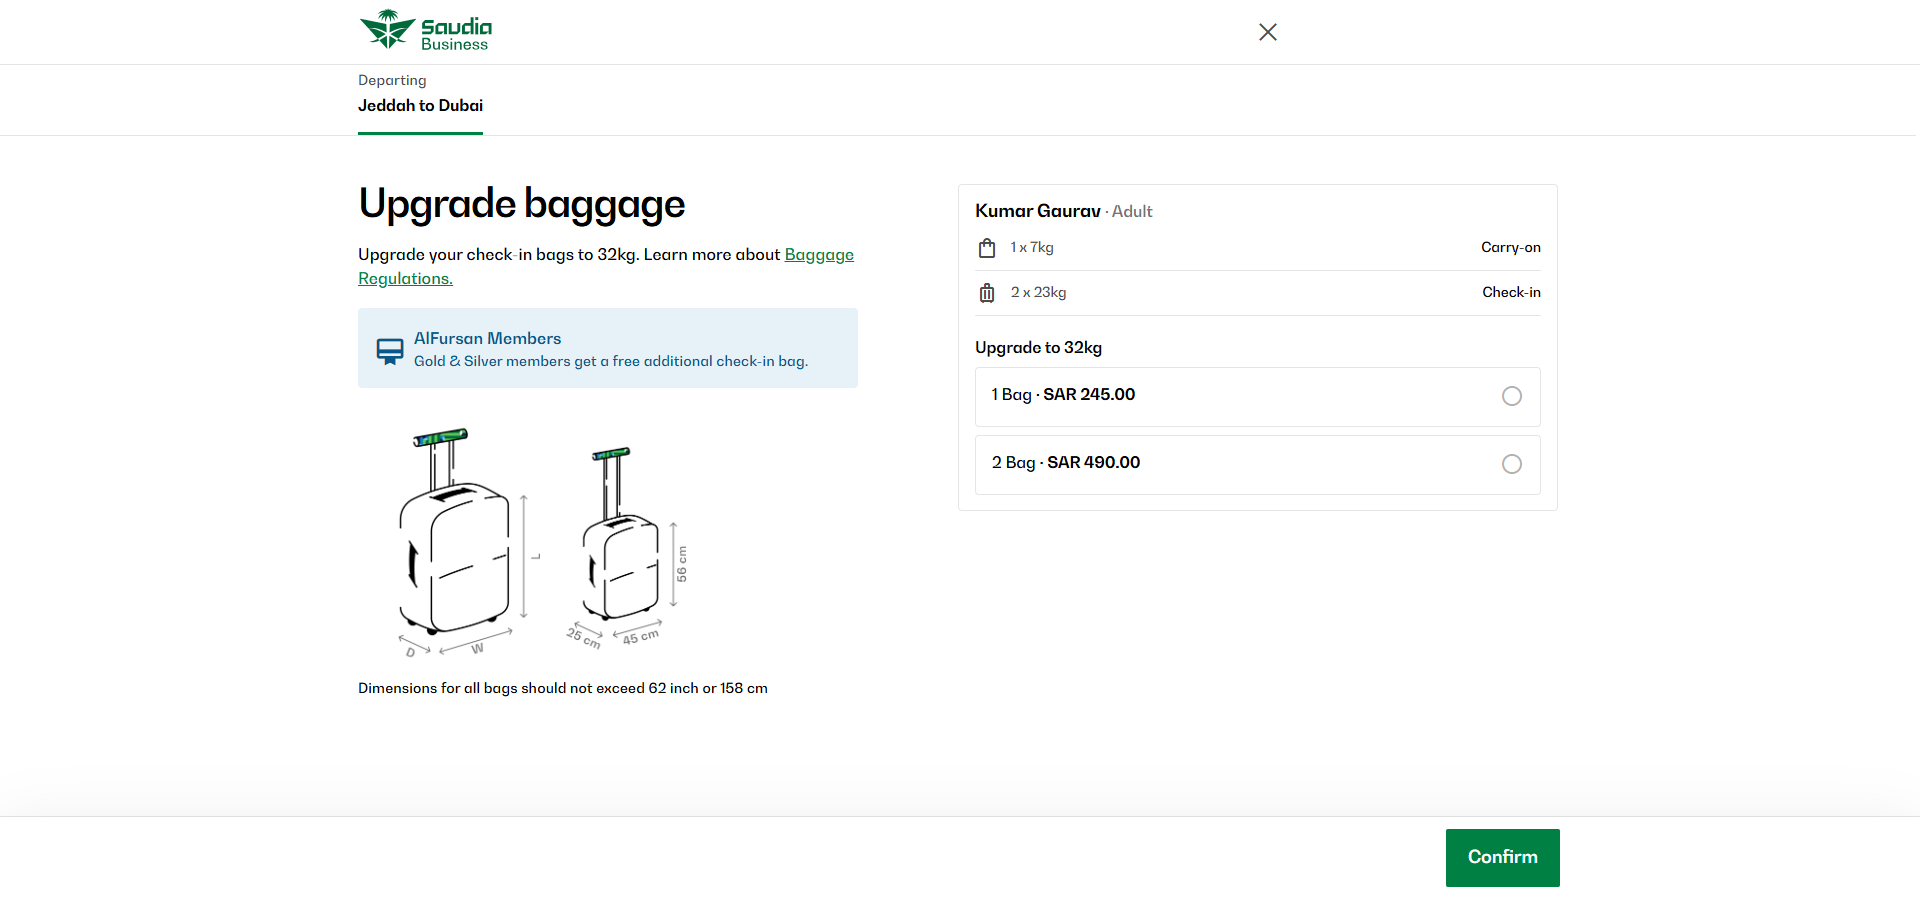 Saudia
Business
Departing
Jeddah to Dubai
Upgrade baggage
Upgrade your check-in bags to 32kg. Learn more about Baggage
Regulations.
AlFursan Members
Gold & Silver members get a free additional check-in bag.
L
D
W
56 cm
25 cm
45 cm
Dimensions for all bags should not exceed 62 inch or 158 cm
Kumar Gaurav · Adult
1 x 7kg Carry-on
2 x 23kg Check-in
Upgrade to 32kg
1 Bag · SAR 245.00
2 Bag · SAR 490.00
Confirm